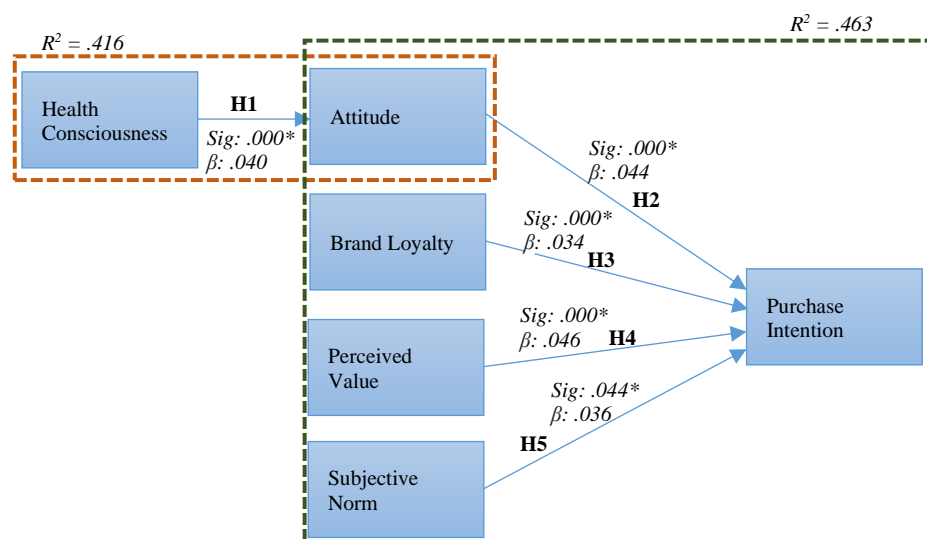 R² = .416
R² = .463
Health
Consciousness
H1
Sig: .000*
β: .040
Attitude
Sig: .000*
β: .044
H2
Brand Loyalty
Sig: .000*
β: .034
H3
Purchase
Intention
Perceived
Value
Sig: .000*
β: .046
H4
Sig: .044*
β: .036
H5
Subjective
Norm